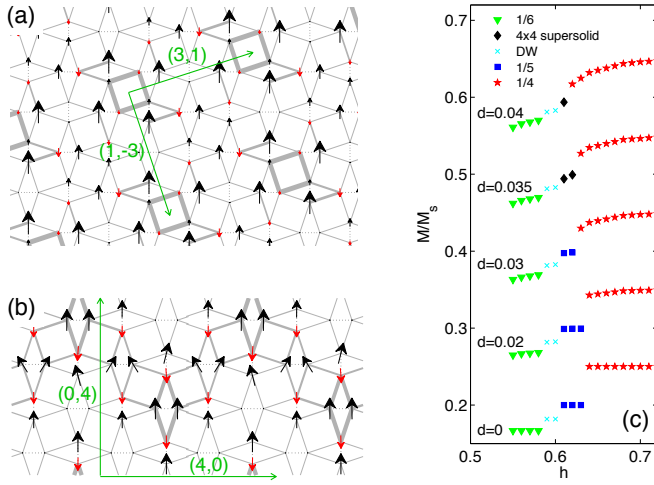 (a)
(3,1)
(1,-3)
(b)
(0,4)
(4,0)
1/6
4x4 supersolid
DW
1/5
1/4
0.7
0.6
0.5
0.4
0.3
0.2
M/Mₛ
d=0.04
d=0.035
d=0.03
d=0.02
d=0
(c)
0.5
0.6
0.7
h